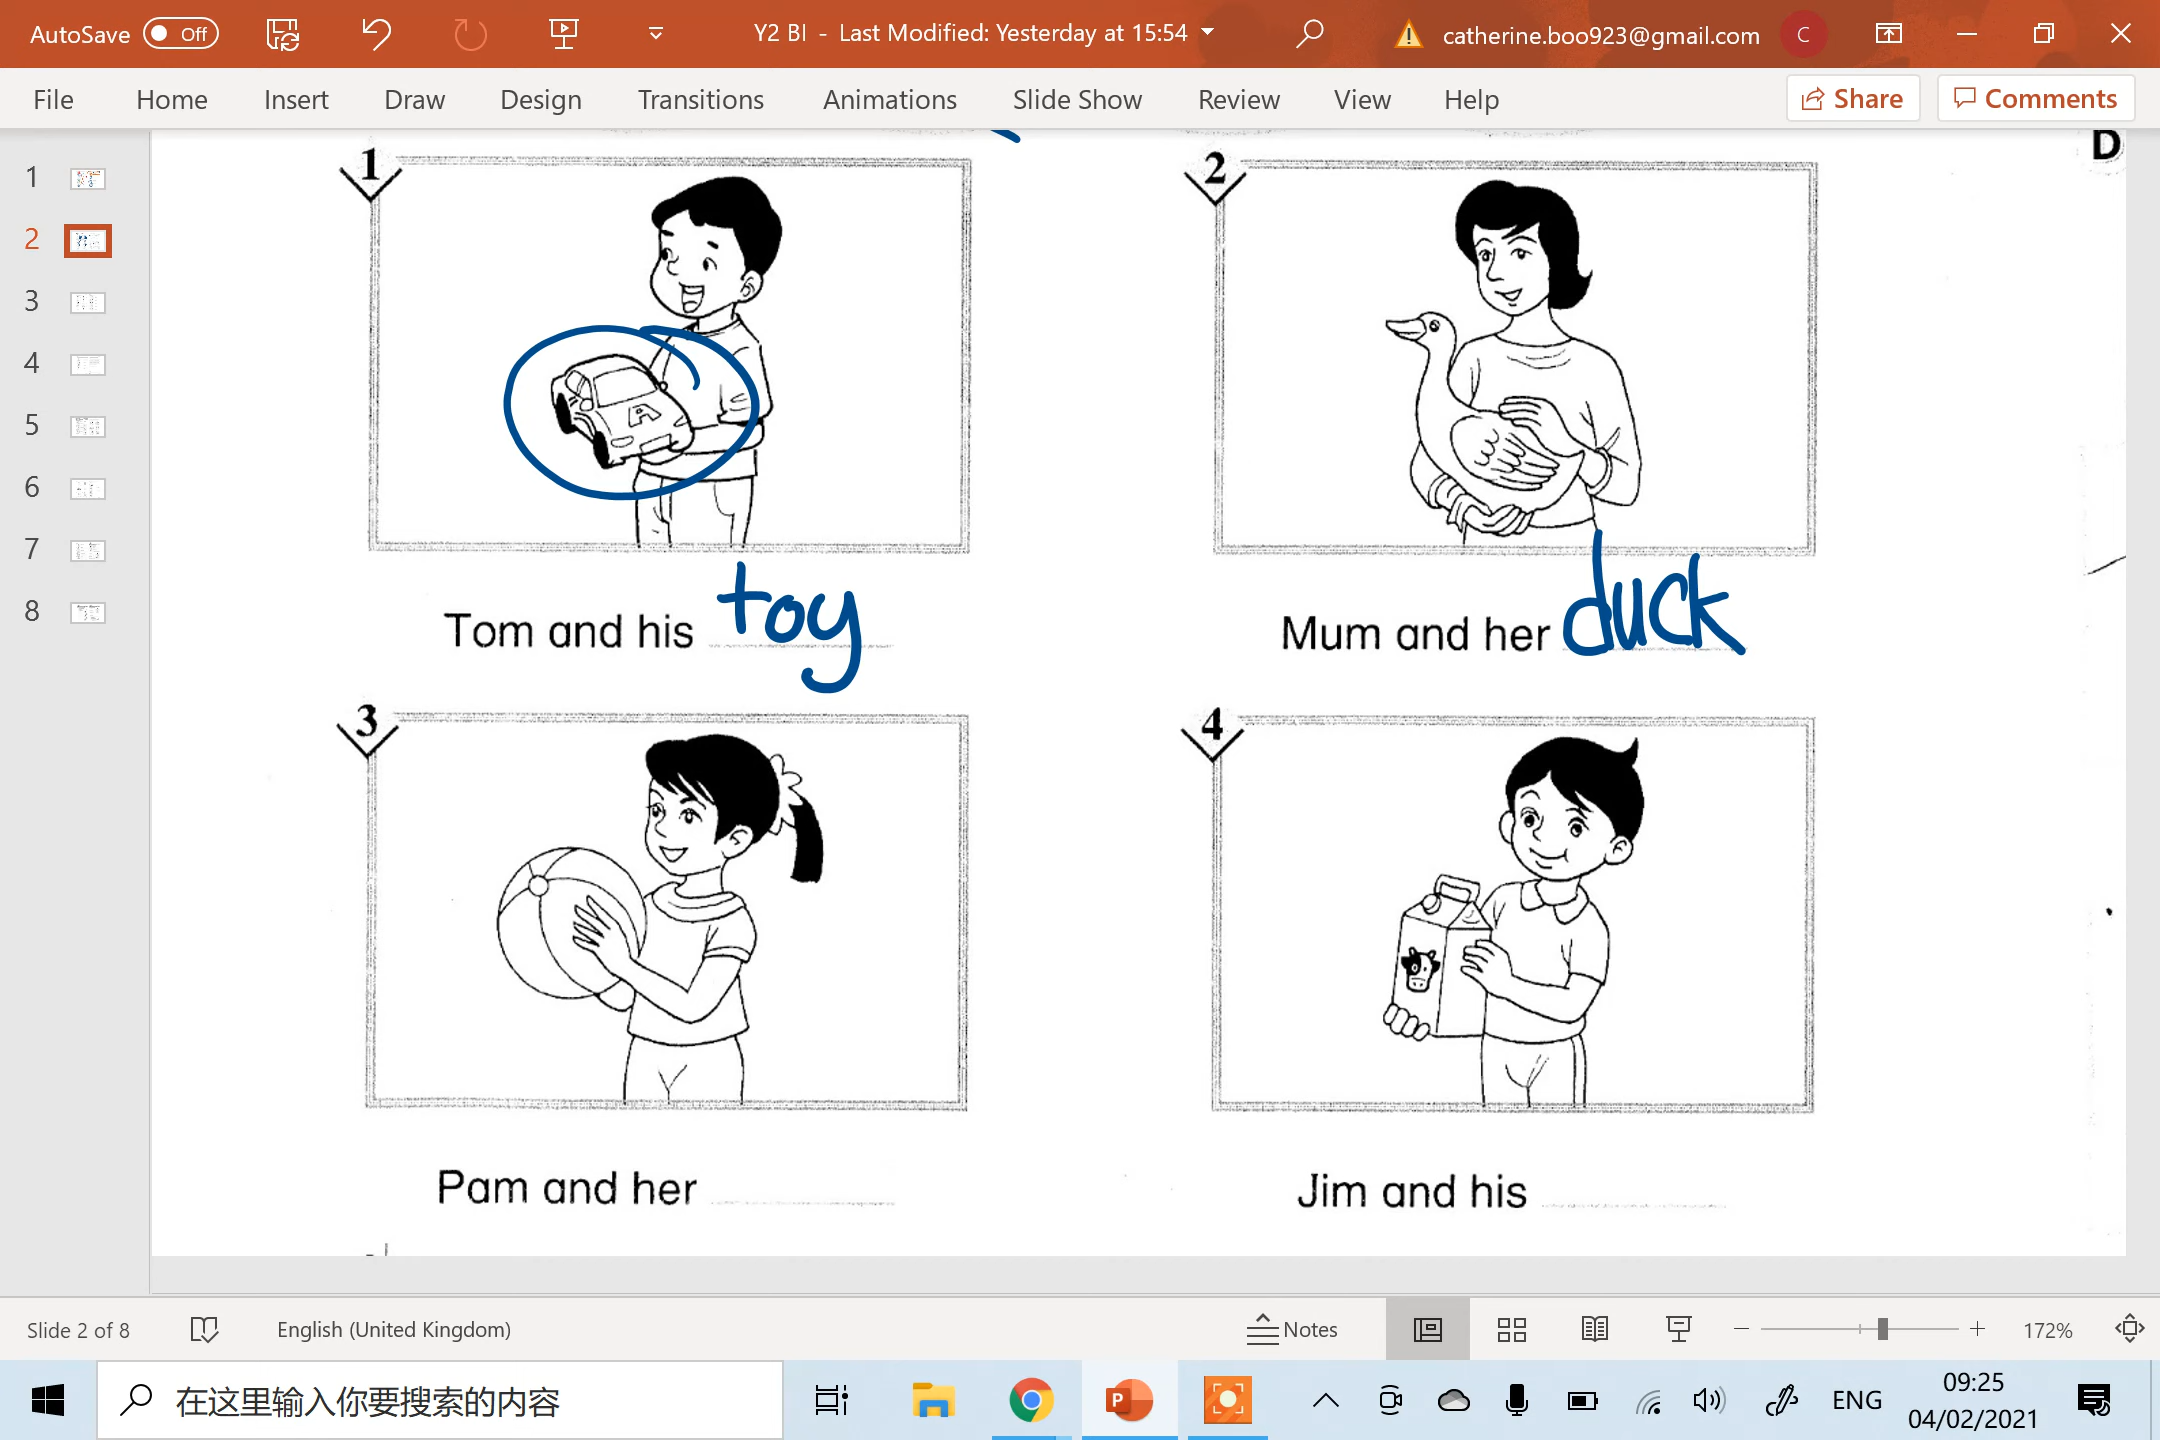 AutoSave Off Y2 BI - Last Modified: Yesterday at 15:54 catherine.boo923@gmail.com C
File Home Insert Draw Design Transitions Animations Slide Show Review View Help Share Comments
1
2
3
4
5
6
7
8
D
1 2
A
Tom and his toy Mum and her duck
3 4
Pam and her Jim and his
Slide 2 of 8 English (United Kingdom) Notes 172%
在这里输入你要搜索的内容 P ENG 09:25
04/02/2021